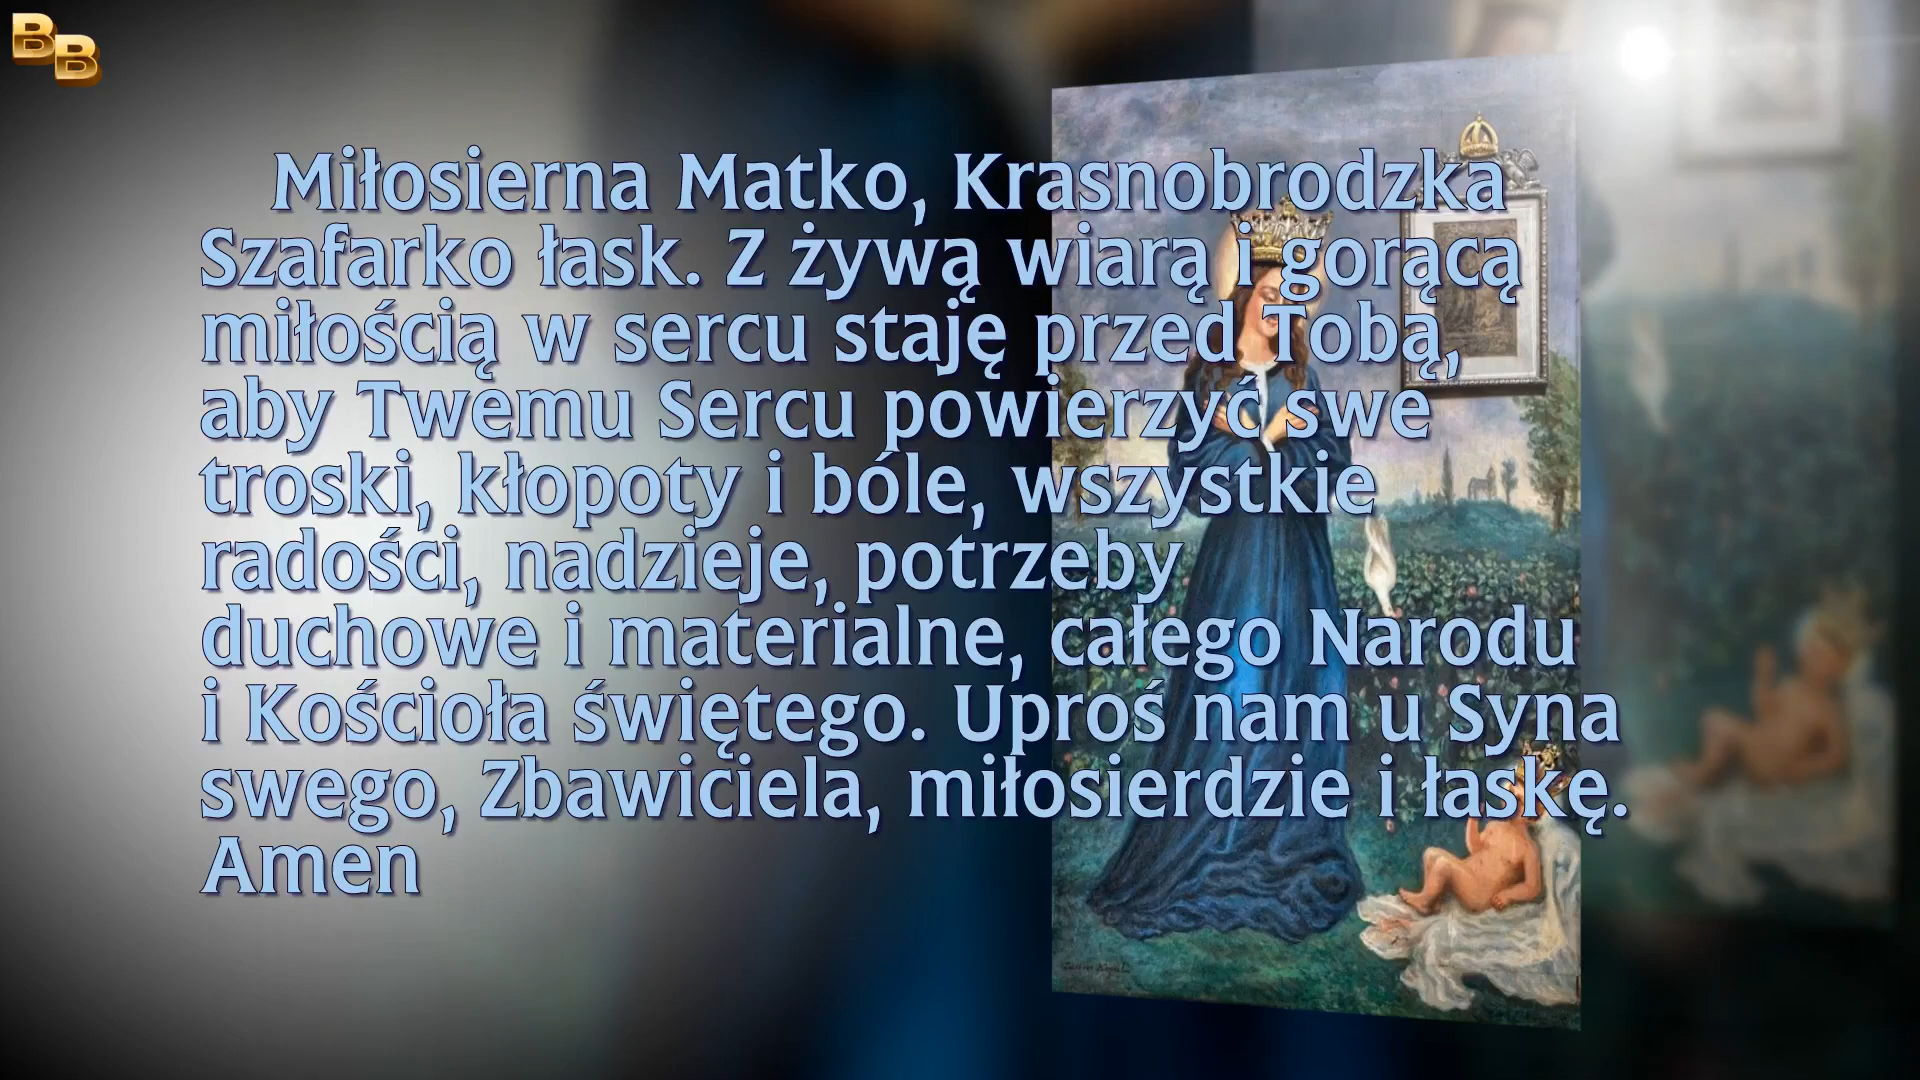 BB
Miłosierna Matko, Krasnobrodzka
Szafarko łask. Z żywą wiarą i gorącą
miłością w sercu staję przed Tobą,
aby Twemu Sercu powierzyć swe
troski, kłopoty i bóle, wszystkie
radości, nadzieje, potrzeby
duchowe i materialne, całego Narodu
i Kościoła świętego. Uproś nam u Syna
swego, Zbawiciela, miłosierdzie i łaskę.
Amen